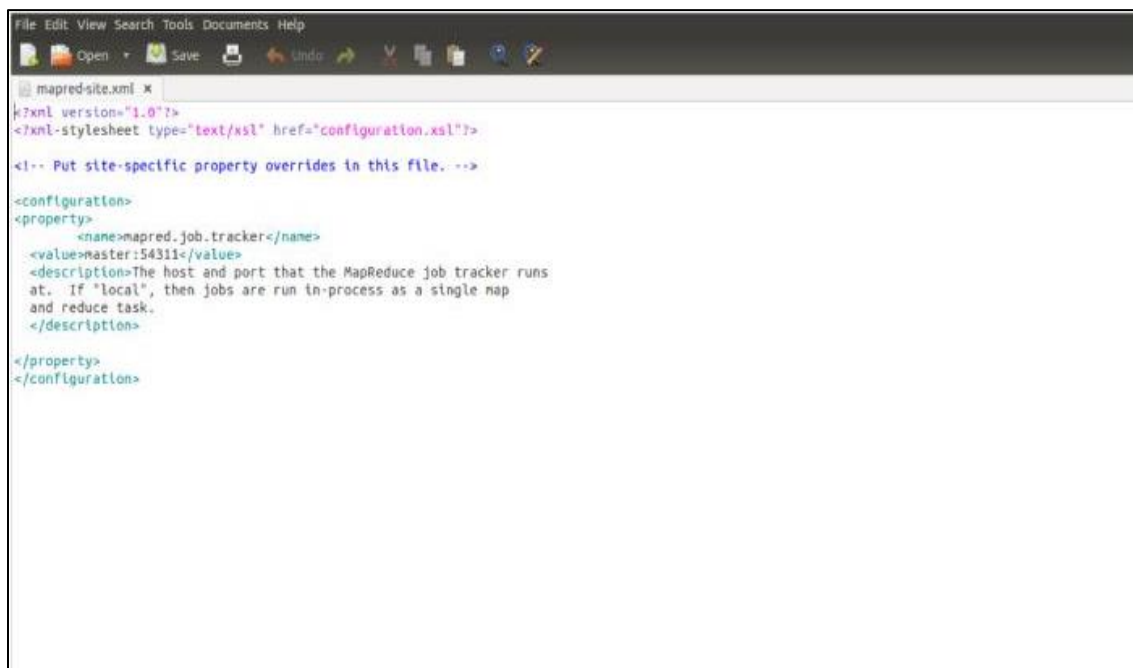 File Edit View Search Tools Documents Help
Open Save Undo
mapred-site.xml x
<?xml version="1.0"?>
<?xml-stylesheet type="text/xsl" href="configuration.xsl"?>
<!-- Put site-specific property overrides in this file. -->
<configuration>
<property>
<name>mapred.job.tracker</name>
<value>master:54311</value>
<description>The host and port that the MapReduce job tracker runs
at. If "local", then jobs are run in-process as a single map
and reduce task.
</description>
</property>
</configuration>